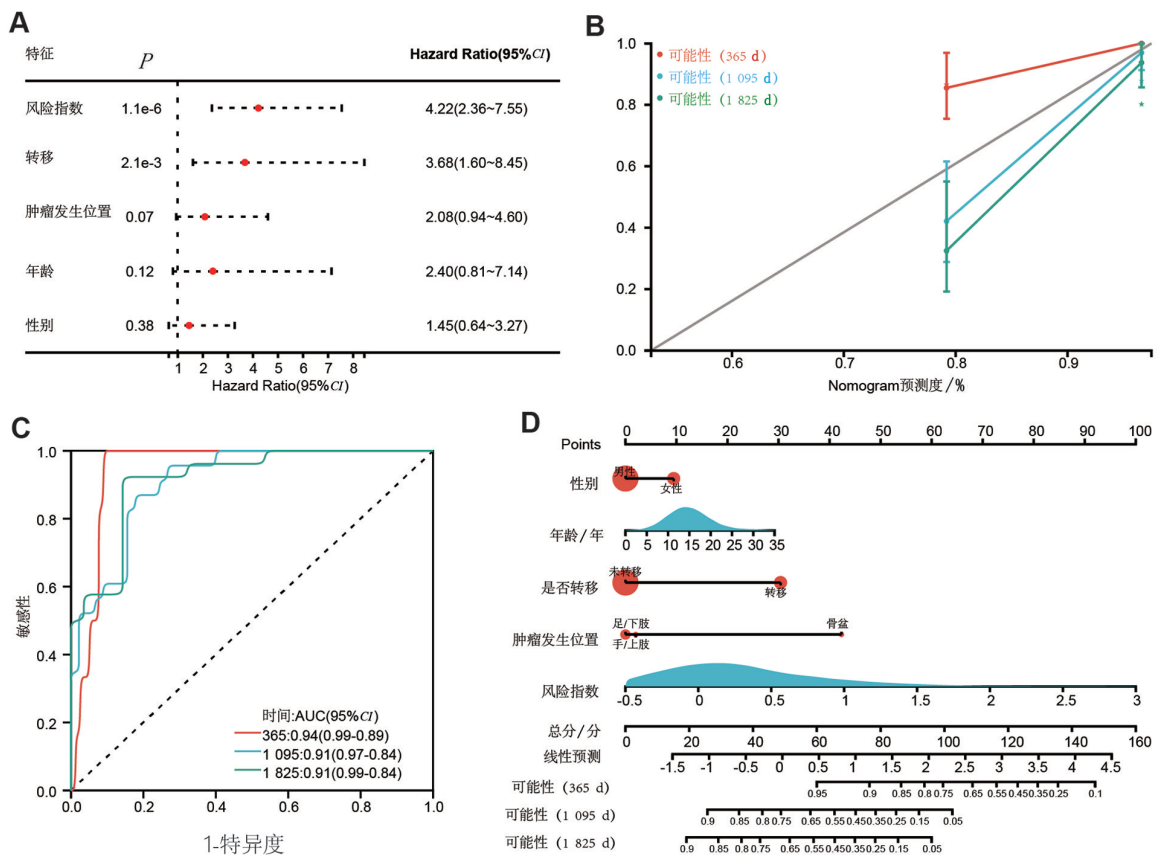 A
特征 P Hazard Ratio(95%CI)
风险指数 1.1e-6 4.22(2.36~7.55)
转移 2.1e-3 3.68(1.60~8.45)
肿瘤发生位置 0.07 2.08(0.94~4.60)
年龄 0.12 2.40(0.81~7.14)
性别 0.38 1.45(0.64~3.27)
1 2 3 4 5 6 7 8
Hazard Ratio(95%CI)
B
可能性 (365 d)
可能性 (1 095 d)
可能性 (1 825 d)
1.0
0.8
0.6
0.4
0.2
0.0
0.6 0.7 0.8 0.9
Nomogram预测度/%
C
敏感性
1.0
0.8
0.6
0.4
0.2
0.0
时间:AUC(95%CI)
365:0.94(0.99-0.89)
1 095:0.91(0.97-0.84)
1 825:0.91(0.99-0.84)
0.0 0.2 0.4 0.6 0.8 1.0
1-特异度
D
0 10 20 30 40 50 60 70 80 90 100
Points
男性
性别
女性
年龄/年
0 5 10 15 20 25 30 35
未转移
是否转移
转移
足/下肢 骨盆
肿瘤发生位置
手/上肢
风险指数
-0.5 0 0.5 1 1.5 2 2.5 3
总分/分
0 20 40 60 80 100 120 140 160
线性预测
-1.5 -1 -0.5 0 0.5 1 1.5 2 2.5 3 3.5 4 4.5
可能性 (365 d)
0.95 0.9 0.85 0.8 0.75 0.65 0.55 0.45 0.35 0.25 0.1
可能性 (1 095 d)
0.9 0.85 0.8 0.75 0.65 0.55 0.45 0.35 0.25 0.15 0.05
可能性 (1 825 d)
0.9 0.85 0.8 0.75 0.65 0.55 0.45 0.35 0.25 0.15 0.05